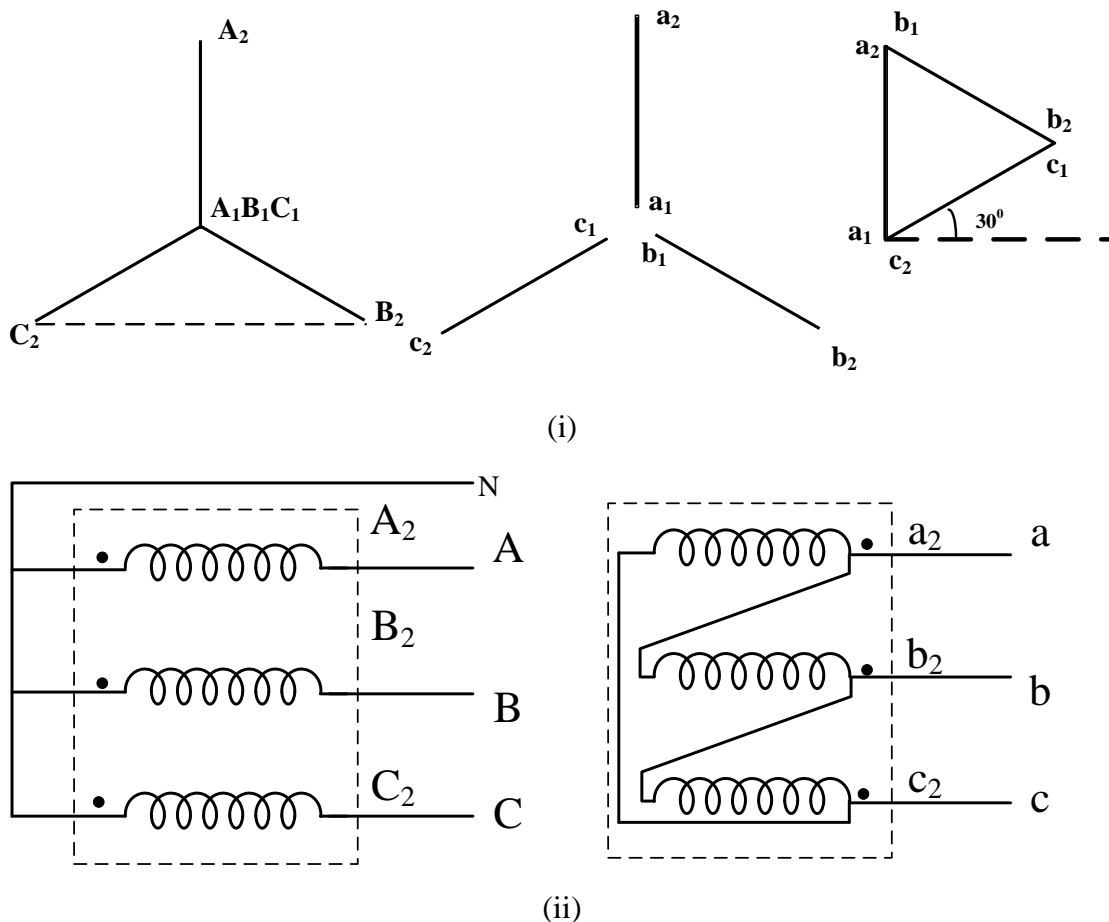 A₂
A₁B₁C₁
C₂
B₂
a₂
a₁
c₁
b₁
c₂
b₂
b₁
a₂
b₂
c₁
a₁
30⁰
c₂
(i)
N
A₂
A
B₂
B
C₂
C
a₂ a
b₂
b
c₂
c
(ii)